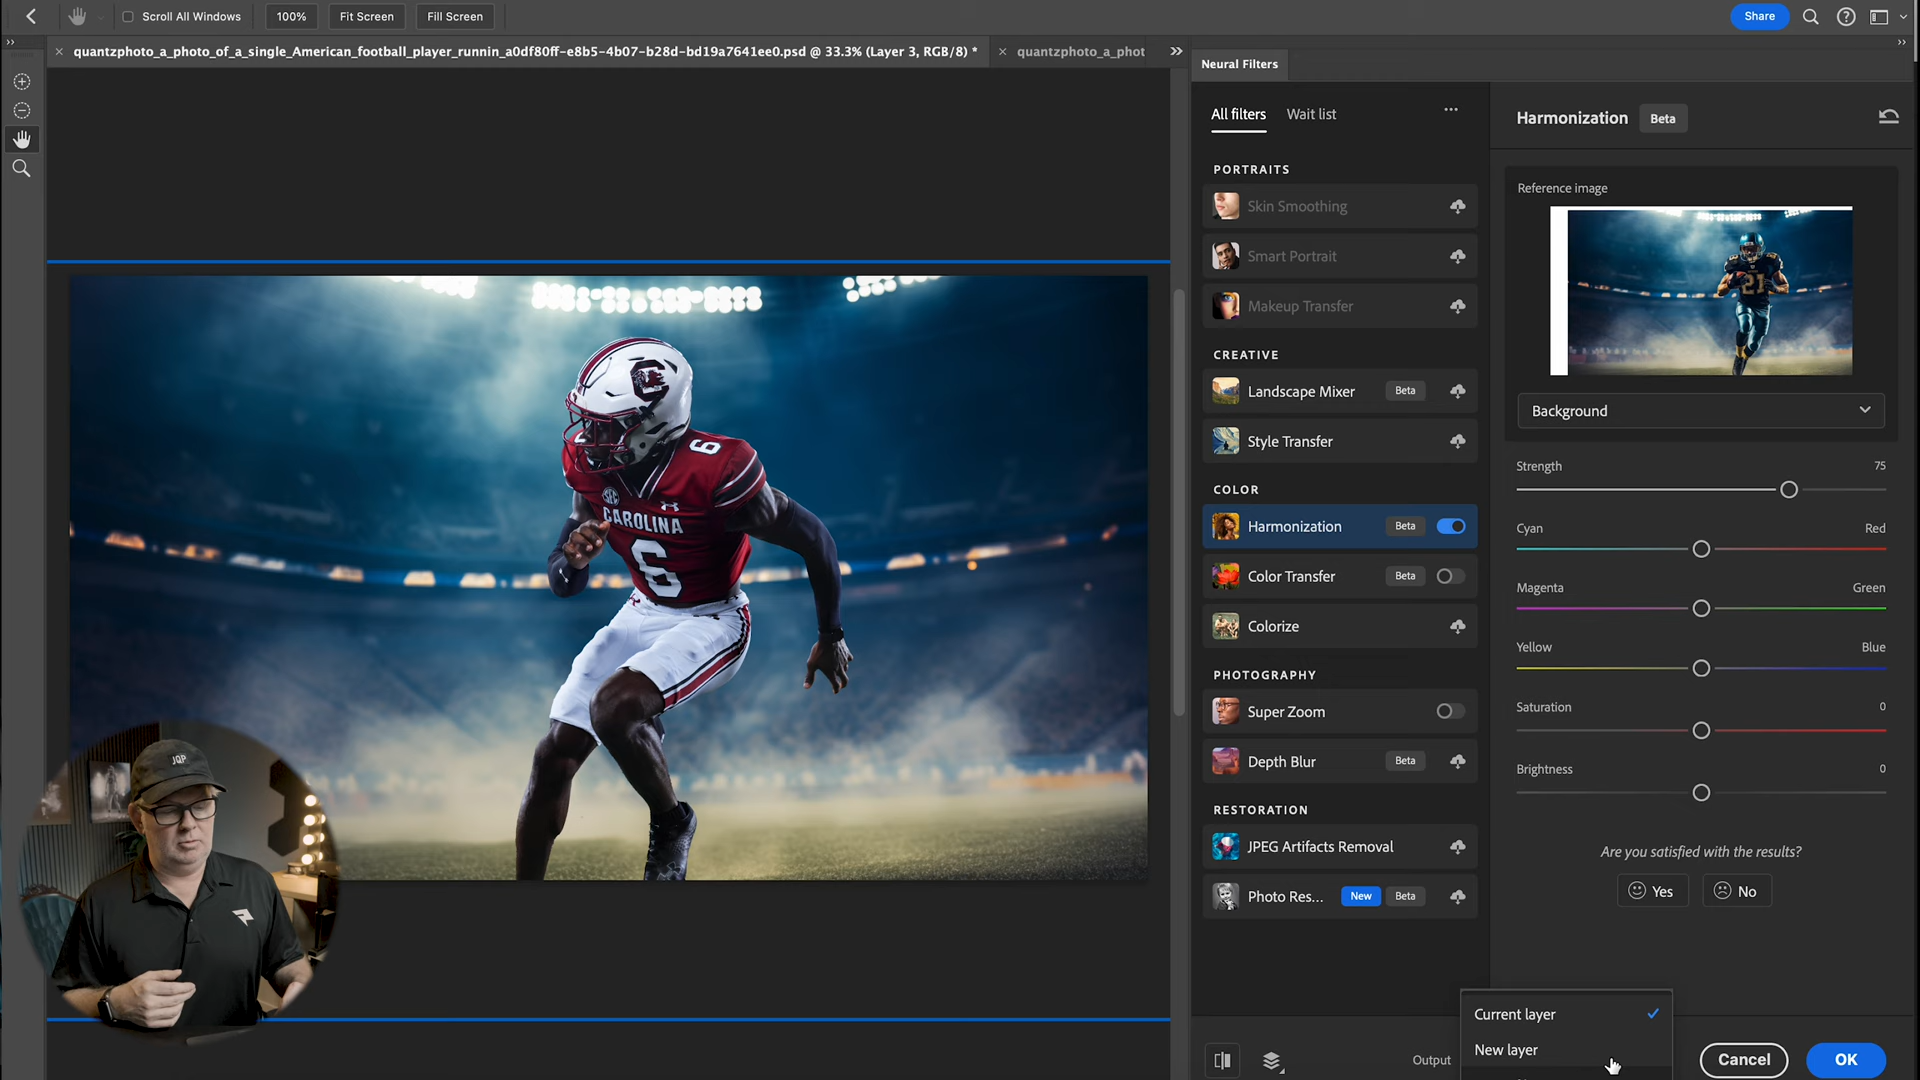 Scroll All Windows 100% Fit Screen Fill Screen Share
quantzphoto_a_photo_of_a_single_American_football_player_runnin_a0df80ff-e8b5-4b07-b28d-bd19a7641ee0.psd @ 33.3% (Layer 3, RGB/8) * quantzphoto_a_phot
Neural Filters
All filters Wait list
PORTRAITS
Skin Smoothing
Smart Portrait
Makeup Transfer
CREATIVE
Landscape Mixer Beta
Style Transfer
COLOR
Harmonization Beta
Color Transfer Beta
Colorize
PHOTOGRAPHY
Super Zoom
Depth Blur Beta
RESTORATION
JPEG Artifacts Removal
Photo Res... New Beta
Harmonization Beta
Reference image
21
Background
Strength 75
Cyan Red
Magenta Green
Yellow Blue
Saturation 0
Brightness 0
Are you satisfied with the results?
Yes No
Current layer
New layer
Output Cancel OK
C
6
SEC
CAROLINA
6
JQP